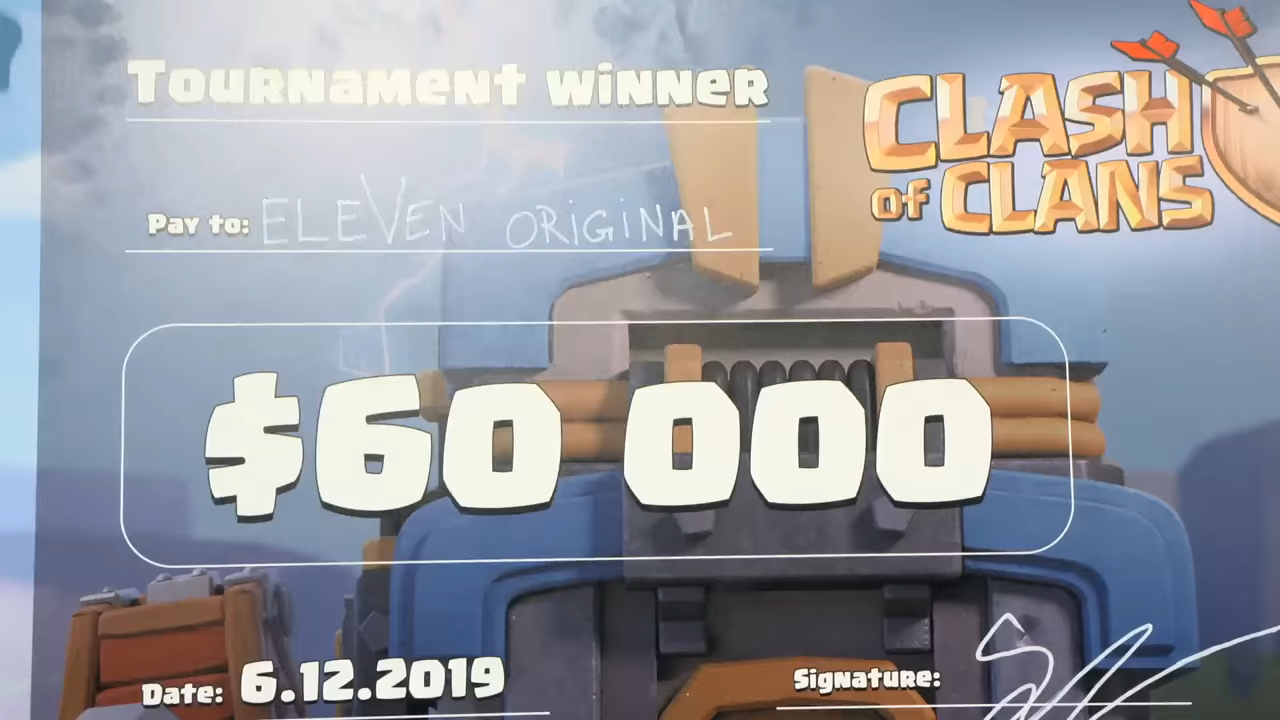 Tournament winner
CLASH
of CLANS
Pay to: ELEVEN ORiGiNAL
$60 000
Date: 6.12.2019
Signature: